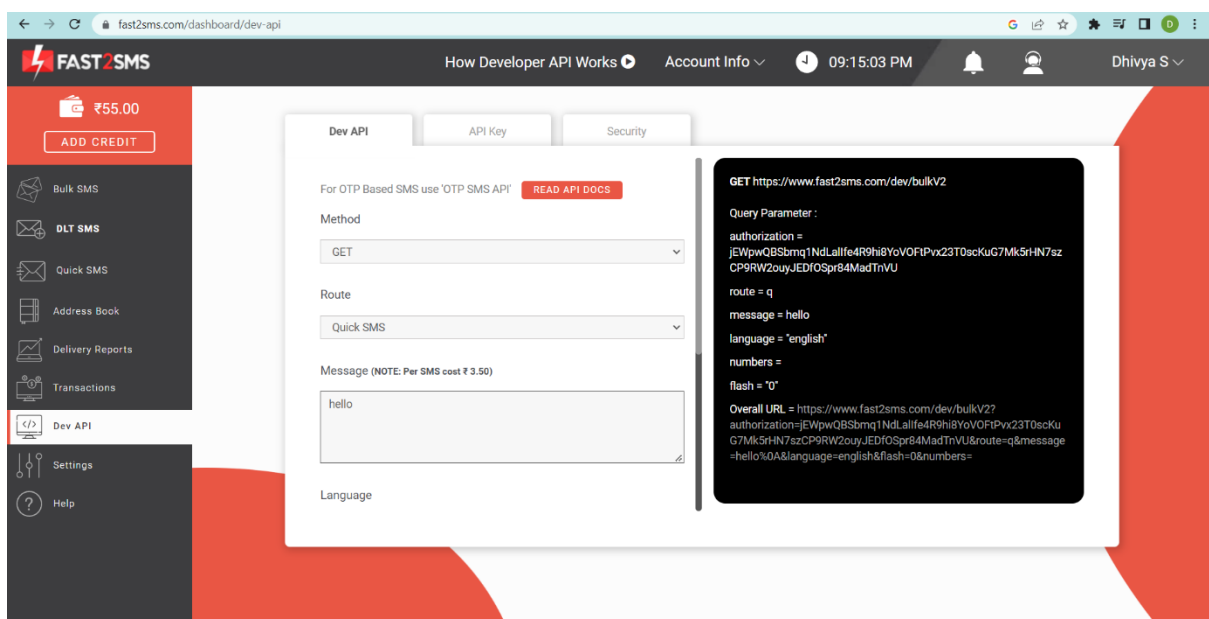 fast2sms.com/dashboard/dev-api
FAST2SMS
How Developer API Works
Account Info
09:15:03 PM
Dhivya S
₹55.00
ADD CREDIT
Bulk SMS
DLT SMS
Quick SMS
Address Book
Delivery Reports
Transactions
Dev API
Settings
Help
Dev API
API Key
Security
For OTP Based SMS use 'OTP SMS API'
READ API DOCS
Method
GET
Route
Quick SMS
Message (NOTE: Per SMS cost ₹ 3.50)
hello
Language
GET https://www.fast2sms.com/dev/bulkV2
Query Parameter :
authorization =
route = q
message = hello
language = "english"
numbers =
flash = "0"
Overall URL = https://www.fast2sms.com/dev/bulkV2?
authorization=
&route=q&message
=hello%0A&language=english&flash=0&numbers=
D